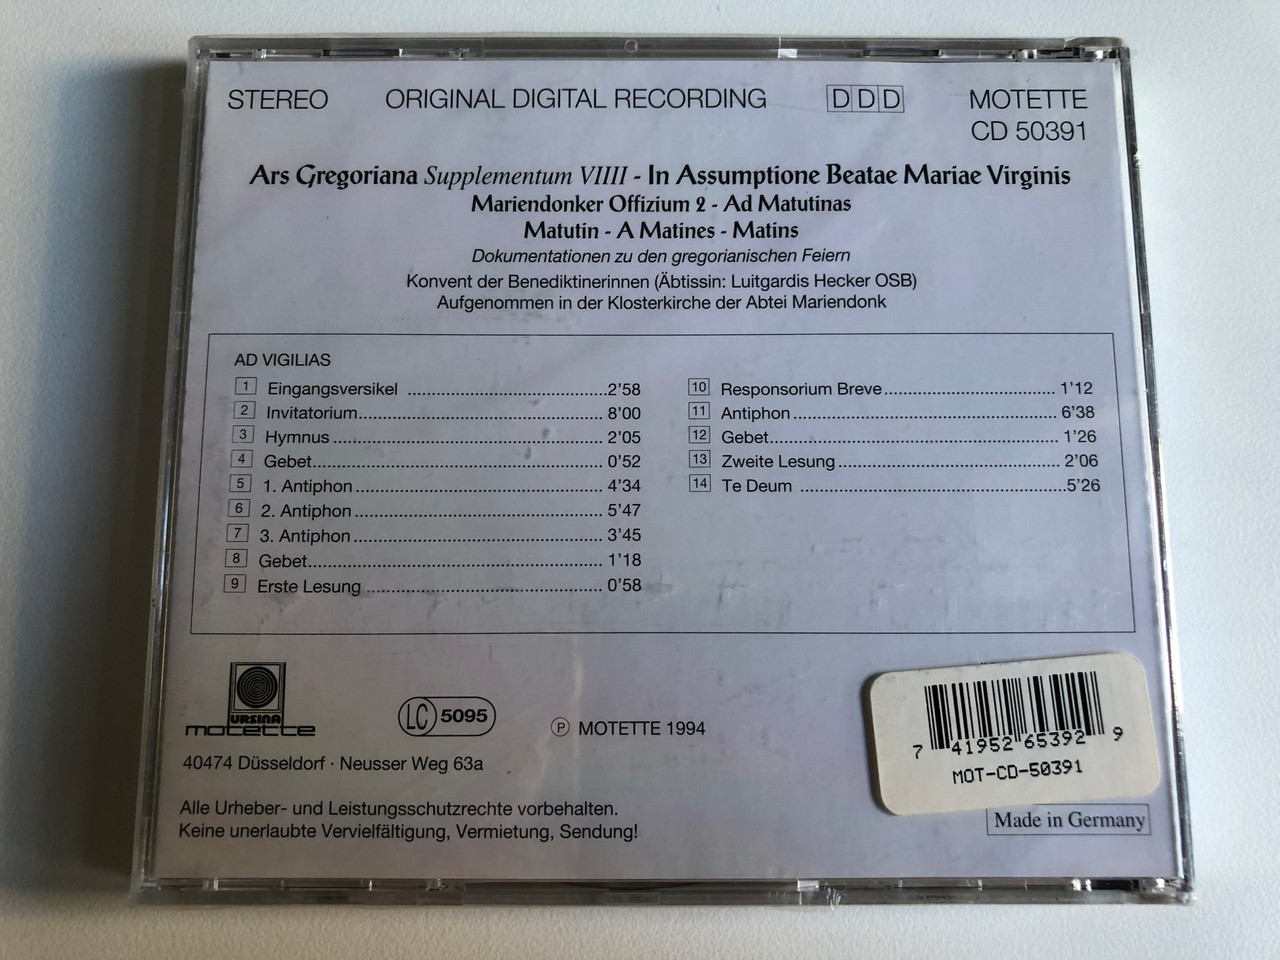 STEREO ORIGINAL DIGITAL RECORDING DDD MOTETTE
CD 50391
Ars Gregoriana Supplementum VIIII - In Assumptione Beatae Mariae Virginis
Mariendonker Offizium 2 - Ad Matutinas
Matutin - A Matines - Matins
Dokumentationen zu den gregorianischen Feiern
Konvent der Benediktinerinnen (Äbtissin: Luitgardis Hecker OSB)
Aufgenommen in der Klosterkirche der Abtei Mariendonk
AD VIGILIAS
1 Eingangsversikel 2'58
2 Invitatorium 8'00
3 Hymnus 2'05
4 Gebet 0'52
5 1. Antiphon 4'34
6 2. Antiphon 5'47
7 3. Antiphon 3'45
8 Gebet 1'18
9 Erste Lesung 0'58
10 Responsorium Breve 1'12
11 Antiphon 6'38
12 Gebet 1'26
13 Zweite Lesung 2'06
14 Te Deum 5'26
URSINA
motette
LC 5095
℗ MOTETTE 1994
40474 Düsseldorf · Neusser Weg 63a
7 41952 65392 9
MOT-CD-50391
Alle Urheber- und Leistungsschutzrechte vorbehalten.
Keine unerlaubte Vervielfältigung, Vermietung, Sendung!
Made in Germany